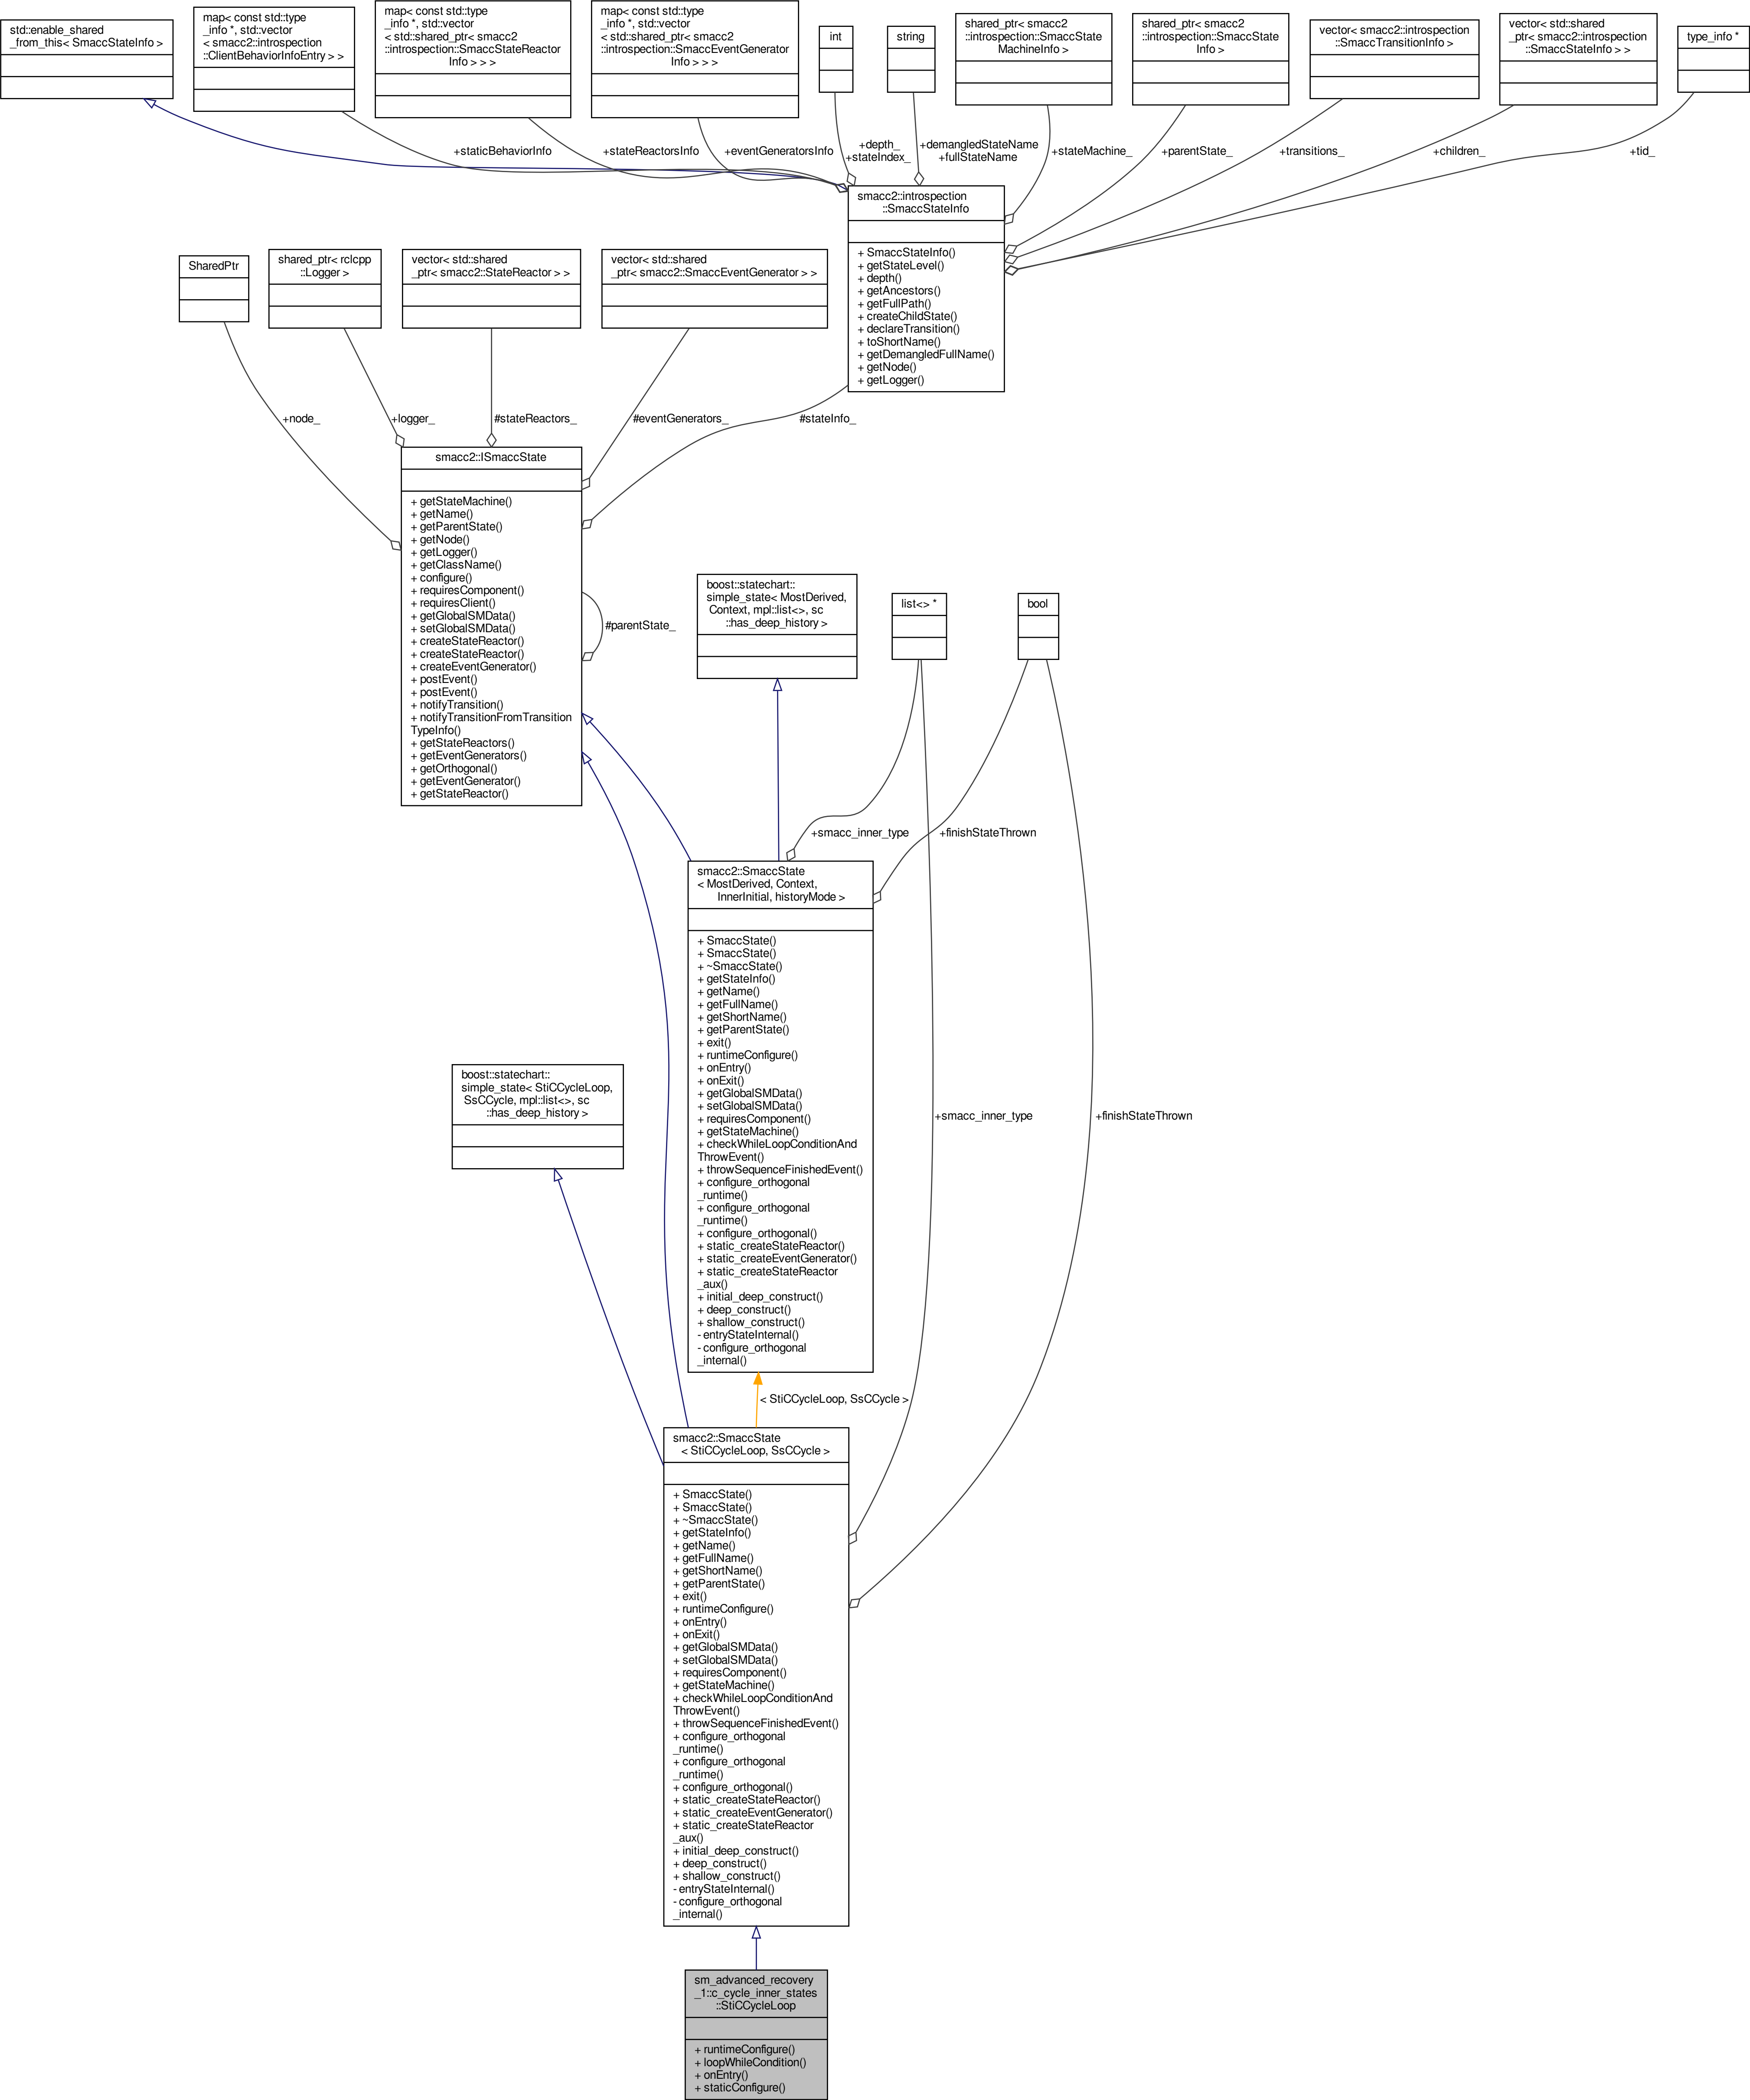 std::enable_shared
_from_this< SmaccStateInfo >
map< const std::type
_info *, std::vector
< smacc2::introspection
::ClientBehaviorInfoEntry > >
map< const std::type
_info *, std::vector
< std::shared_ptr< smacc2
::introspection::SmaccStateReactor
Info > > >
map< const std::type
_info *, std::vector
< std::shared_ptr< smacc2
::introspection::SmaccEventGenerator
Info > > >
int
string
shared_ptr< smacc2
::introspection::SmaccState
MachineInfo >
shared_ptr< smacc2
::introspection::SmaccState
Info >
vector< smacc2::introspection
::SmaccTransitionInfo >
vector< std::shared
_ptr< smacc2::introspection
::SmaccStateInfo > >
type_info *
+staticBehaviorInfo
+stateReactorsInfo
+eventGeneratorsInfo
+depth_
+stateIndex_
+demangledStateName
+fullStateName
+stateMachine_
+parentState_
+transitions_
+children_
+tid_
smacc2::introspection
::SmaccStateInfo
+ SmaccStateInfo()
+ getStateLevel()
+ depth()
+ getAncestors()
+ getFullPath()
+ createChildState()
+ declareTransition()
+ toShortName()
+ getDemangledFullName()
+ getNode()
+ getLogger()
SharedPtr
shared_ptr< rclcpp
::Logger >
vector< std::shared
_ptr< smacc2::StateReactor > >
vector< std::shared
_ptr< smacc2::SmaccEventGenerator > >
+node_
+logger_
#stateReactors_
#eventGenerators_
#stateInfo_
smacc2::ISmaccState
+ getStateMachine()
+ getName()
+ getParentState()
+ getNode()
+ getLogger()
+ getClassName()
+ configure()
+ requiresComponent()
+ requiresClient()
+ getGlobalSMData()
+ setGlobalSMData()
+ createStateReactor()
+ createStateReactor()
+ createEventGenerator()
+ postEvent()
+ postEvent()
+ notifyTransition()
+ notifyTransitionFromTransition
TypeInfo()
+ getStateReactors()
+ getEventGenerators()
+ getOrthogonal()
+ getEventGenerator()
+ getStateReactor()
#parentState_
boost::statechart::
simple_state< MostDerived,
Context, mpl::list<>, sc
::has_deep_history >
list<> *
bool
+smacc_inner_type
+finishStateThrown
smacc2::SmaccState
< MostDerived, Context,
InnerInitial, historyMode >
+ SmaccState()
+ SmaccState()
+ ~SmaccState()
+ getStateInfo()
+ getName()
+ getFullName()
+ getShortName()
+ getParentState()
+ exit()
+ runtimeConfigure()
+ onEntry()
+ onExit()
+ getGlobalSMData()
+ setGlobalSMData()
+ requiresComponent()
+ getStateMachine()
+ checkWhileLoopConditionAnd
ThrowEvent()
+ throwSequenceFinishedEvent()
+ configure_orthogonal
_runtime()
+ configure_orthogonal
_runtime()
+ configure_orthogonal()
+ static_createStateReactor()
+ static_createEventGenerator()
+ static_createStateReactor
_aux()
+ initial_deep_construct()
+ deep_construct()
+ shallow_construct()
- entryStateInternal()
- configure_orthogonal
_internal()
boost::statechart::
simple_state< StiCCycleLoop,
SsCCycle, mpl::list<>, sc
::has_deep_history >
+smacc_inner_type
+finishStateThrown
< StiCCycleLoop, SsCCycle >
smacc2::SmaccState
< StiCCycleLoop, SsCCycle >
+ SmaccState()
+ SmaccState()
+ ~SmaccState()
+ getStateInfo()
+ getName()
+ getFullName()
+ getShortName()
+ getParentState()
+ exit()
+ runtimeConfigure()
+ onEntry()
+ onExit()
+ getGlobalSMData()
+ setGlobalSMData()
+ requiresComponent()
+ getStateMachine()
+ checkWhileLoopConditionAnd
ThrowEvent()
+ throwSequenceFinishedEvent()
+ configure_orthogonal
_runtime()
+ configure_orthogonal
_runtime()
+ configure_orthogonal()
+ static_createStateReactor()
+ static_createEventGenerator()
+ static_createStateReactor
_aux()
+ initial_deep_construct()
+ deep_construct()
+ shallow_construct()
- entryStateInternal()
- configure_orthogonal
_internal()
sm_advanced_recovery
_1::c_cycle_inner_states
::StiCCycleLoop
+ runtimeConfigure()
+ loopWhileCondition()
+ onEntry()
+ staticConfigure()